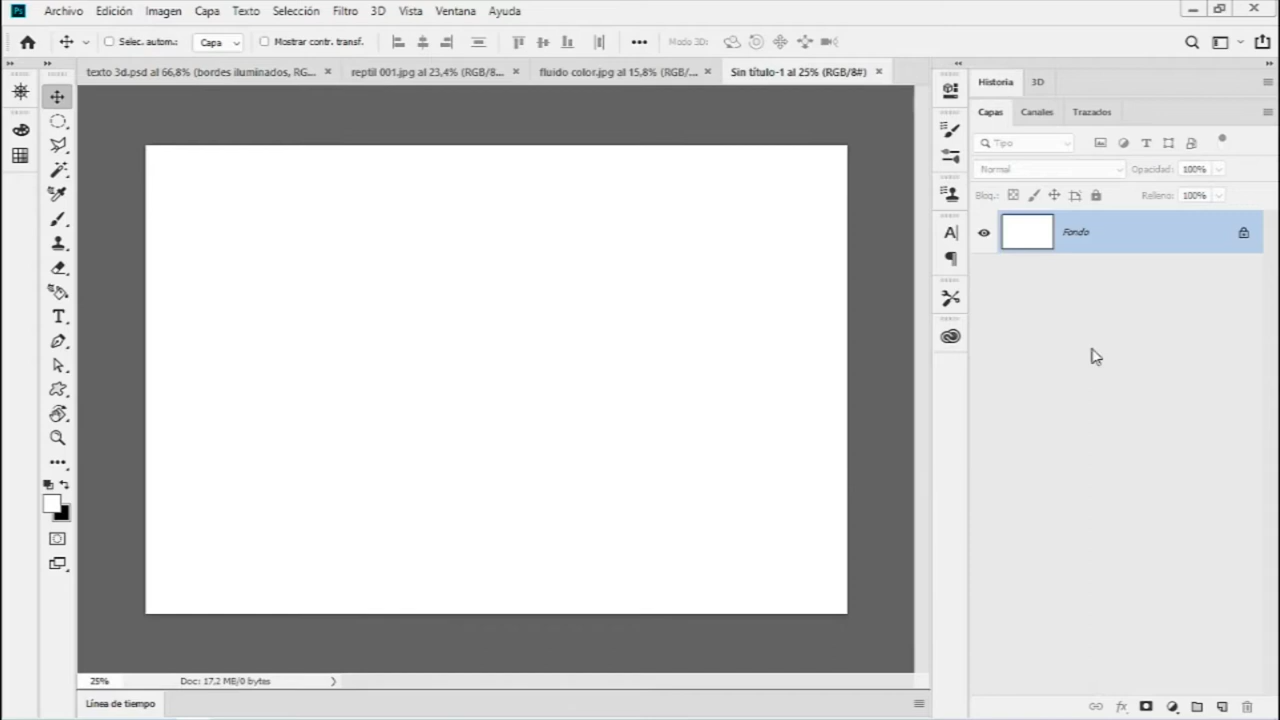 Ps Archivo Edición Imagen Capa Texto Selección Filtro 3D Vista Ventana Ayuda
Selec. autom.: Capa Mostrar contr. transf. Modo 3D:
texto 3d.psd al 66,8% (bordes iluminados, RG... × reptil 001.jpg al 23,4% (RGB/8... × fluido color.jpg al 15,8% (RGB/... × Sin título-1 al 25% (RGB/8#) ×
Historia 3D
Capas Canales Trazados
Tipo
Normal Opacidad: 100%
Bloq.: Relleno: 100%
Fondo
25% Doc: 17,2 MB/0 bytes
Línea de tiempo